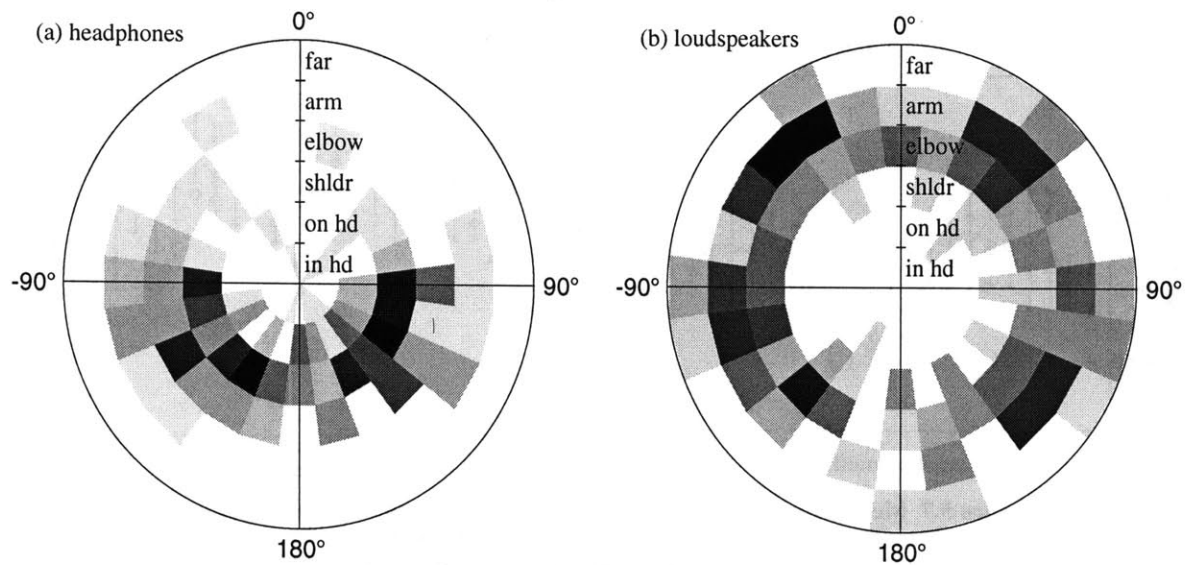 (a) headphones
0°
far
arm
elbow
shldr
on hd
in hd
-90°
90°
180°
(b) loudspeakers
0°
far
arm
elbow
shldr
on hd
in hd
-90°
90°
180°